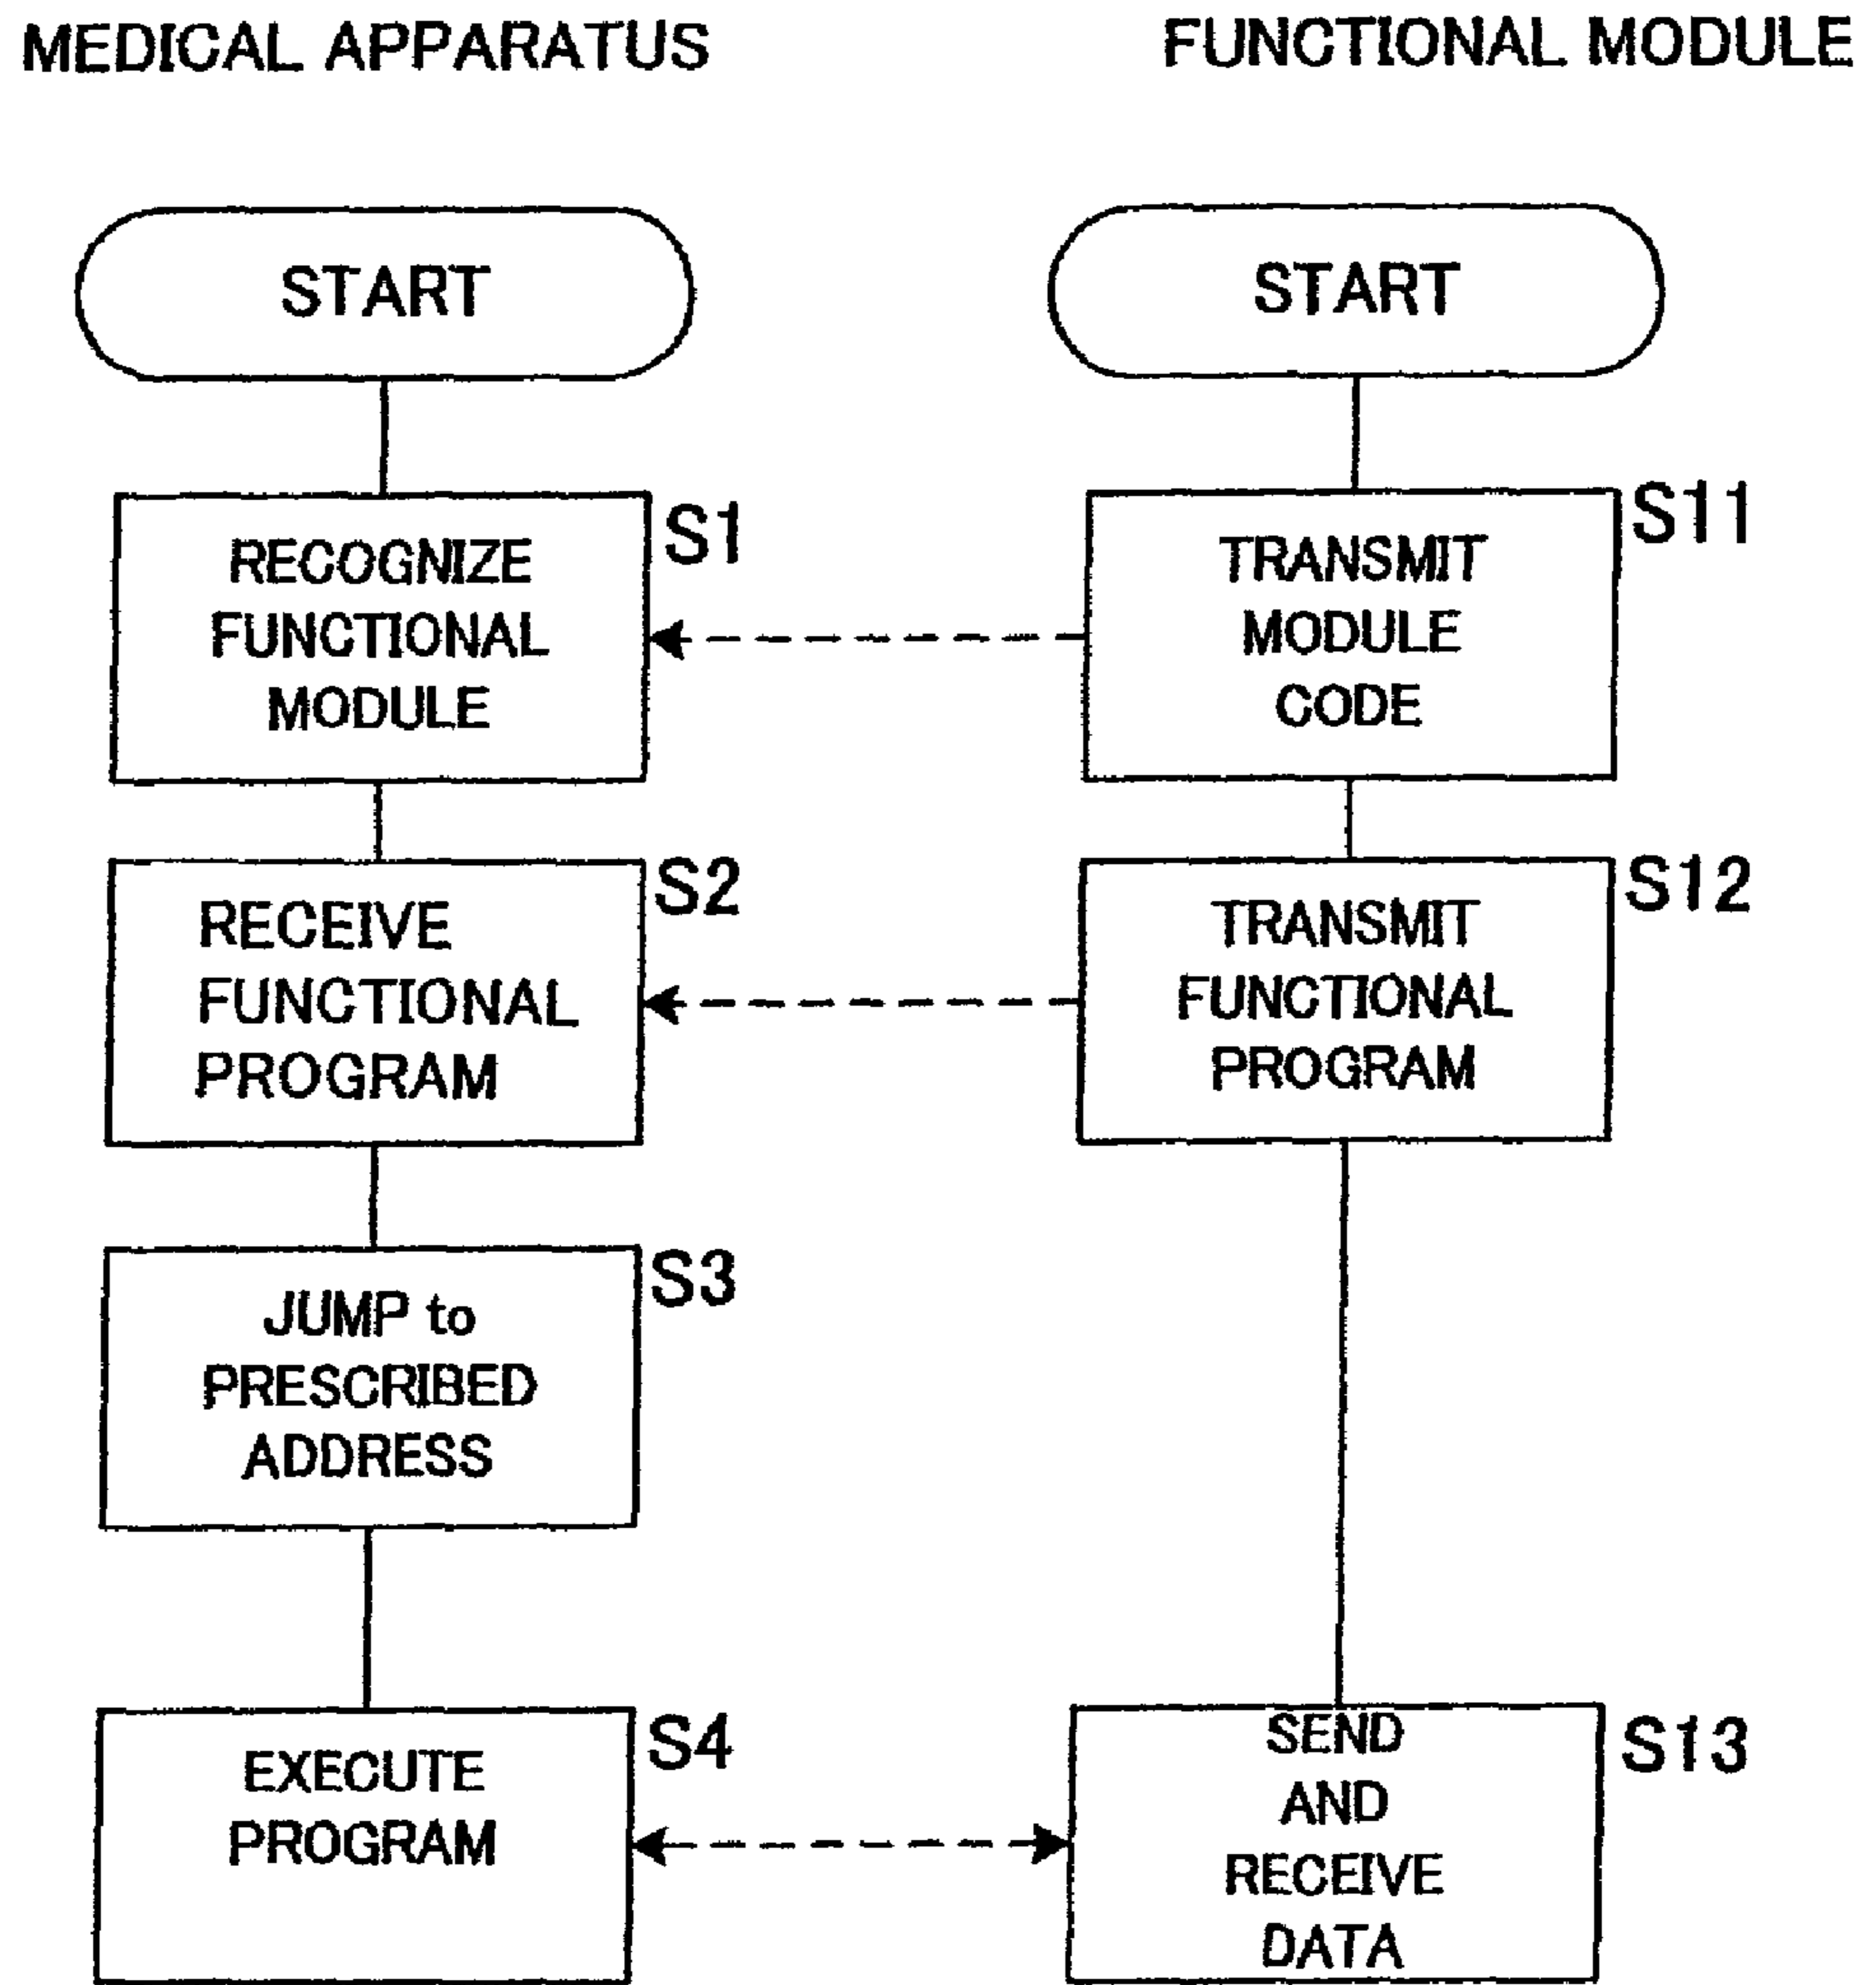 MEDICAL APPARATUS
FUNCTIONAL MODULE
START
START
S1
RECOGNIZE
FUNCTIONAL
MODULE
S11
TRANSMIT
MODULE
CODE
S2
RECEIVE
FUNCTIONAL
PROGRAM
S12
TRANSMIT
FUNCTIONAL
PROGRAM
S3
JUMP to
PRESCRIBED
ADDRESS
S4
EXECUTE
PROGRAM
S13
SEND
AND
RECEIVE
DATA